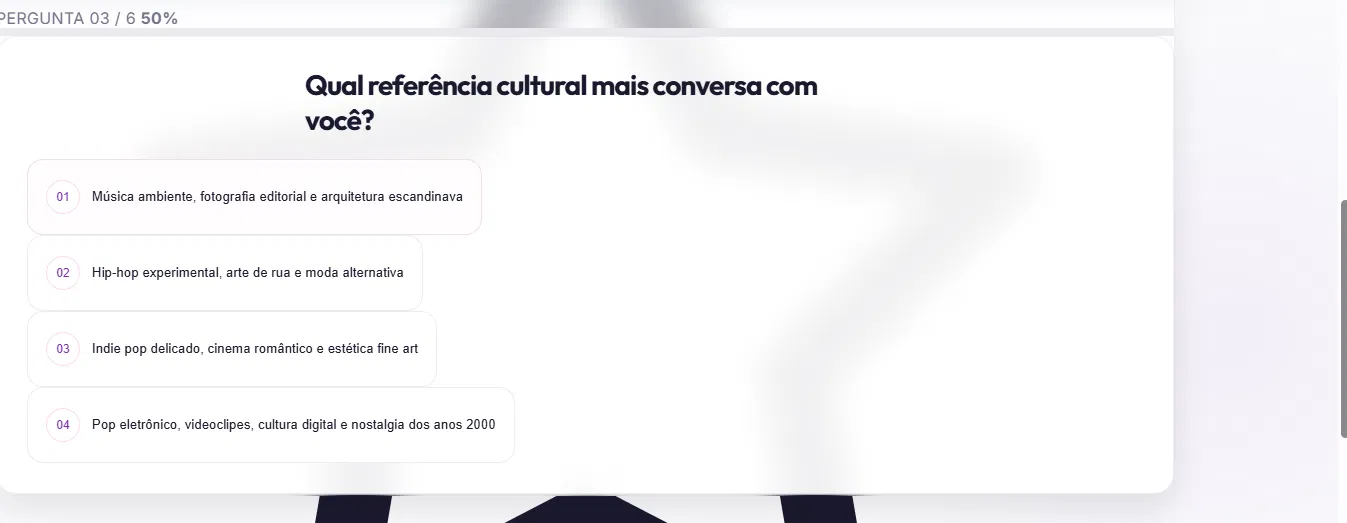 PERGUNTA 03 / 6 50%
Qual referência cultural mais conversa com
você?
01 Música ambiente, fotografia editorial e arquitetura escandinava
02 Hip-hop experimental, arte de rua e moda alternativa
03 Indie pop delicado, cinema romântico e estética fine art
04 Pop eletrônico, videoclipes, cultura digital e nostalgia dos anos 2000